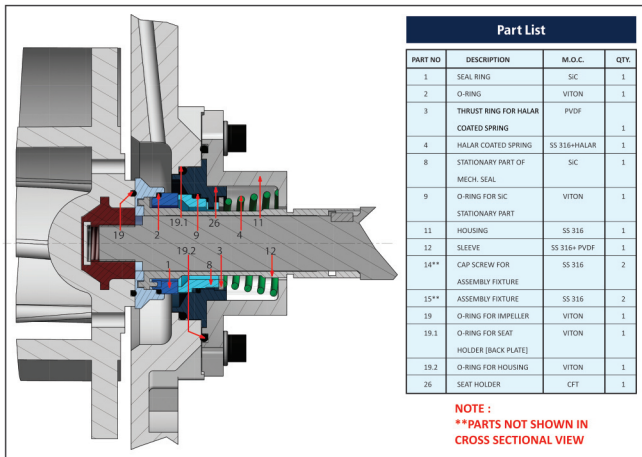 Part List
PART NO DESCRIPTION M.O.C. QTY.
1 SEAL RING SiC 1
2 O-RING VITON 1
3 THRUST RING FOR HALAR PVDF
COATED SPRING 1
4 HALAR COATED SPRING SS 316+HALAR 1
8 STATIONARY PART OF SiC 1
MECH. SEAL
9 O-RING FOR SiC VITON 1
STATIONARY PART
11 HOUSING SS 316 1
12 SLEEVE SS 316+ PVDF 1
14** CAP SCREW FOR SS 316 2
ASSEMBLY FIXTURE
15** ASSEMBLY FIXTURE SS 316 2
19 O-RING FOR IMPELLER VITON 1
19.1 O-RING FOR SEAT VITON 1
HOLDER [BACK PLATE]
19.2 O-RING FOR HOUSING VITON 1
26 SEAT HOLDER CFT 1
NOTE :
**PARTS NOT SHOWN IN
CROSS SECTIONAL VIEW
19 2 19.1 9 26 4 11
19.2 3 12
1 8